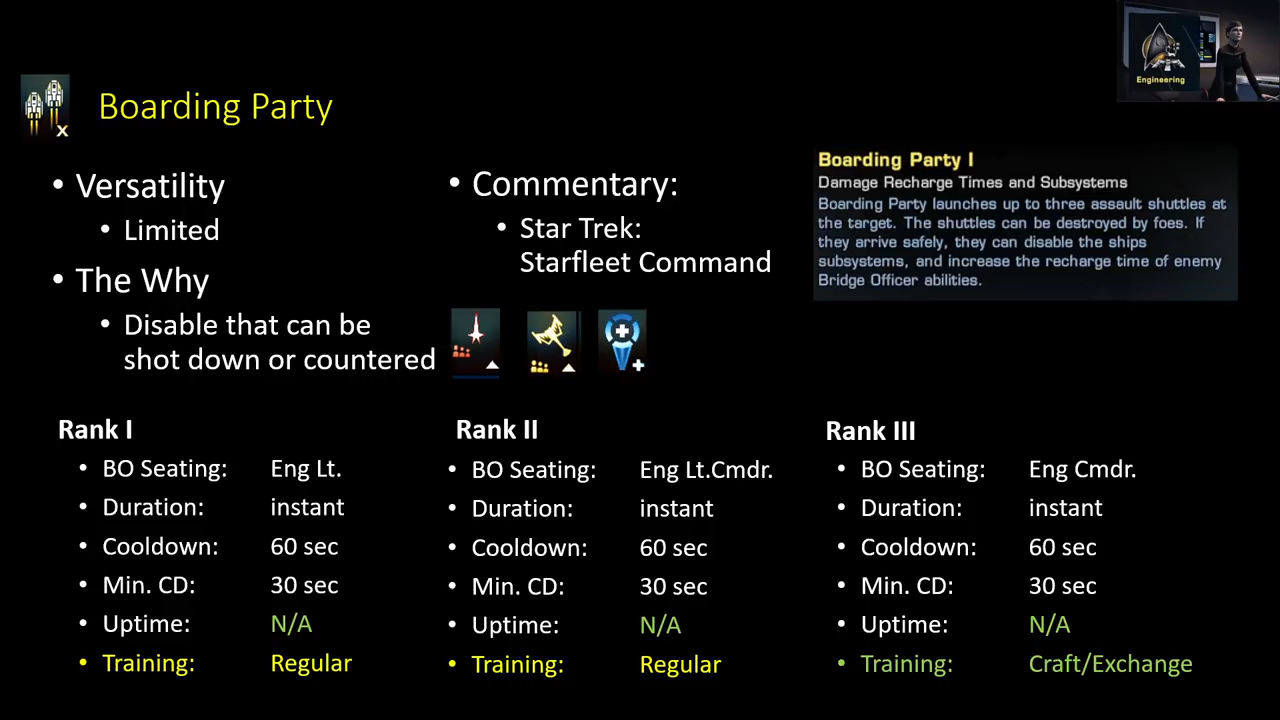 Engineering
x
Boarding Party
• Versatility
• Limited
• The Why
• Disable that can be
shot down or countered
• Commentary:
• Star Trek:
Starfleet Command
Boarding Party I
Damage Recharge Times and Subsystems
Boarding Party launches up to three assault shuttles at
the target. The shuttles can be destroyed by foes. If
they arrive safely, they can disable the ships
subsystems, and increase the recharge time of enemy
Bridge Officer abilities.
Rank I
• BO Seating: Eng Lt.
• Duration: instant
• Cooldown: 60 sec
• Min. CD: 30 sec
• Uptime: N/A
• Training: Regular
Rank II
• BO Seating: Eng Lt.Cmdr.
• Duration: instant
• Cooldown: 60 sec
• Min. CD: 30 sec
• Uptime: N/A
• Training: Regular
Rank III
• BO Seating: Eng Cmdr.
• Duration: instant
• Cooldown: 60 sec
• Min. CD: 30 sec
• Uptime: N/A
• Training: Craft/Exchange